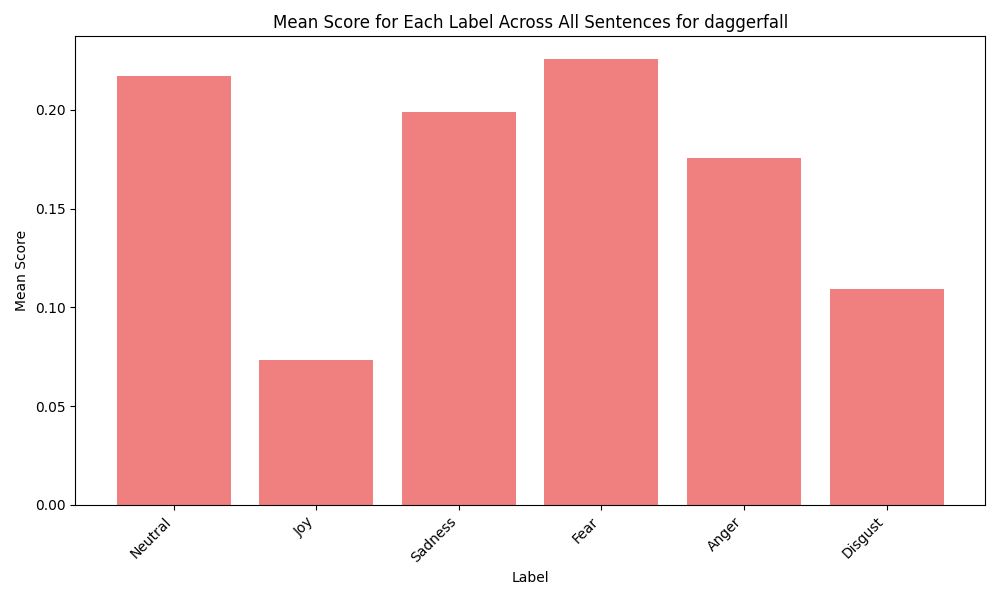 Mean Score for Each Label Across All Sentences for daggerfall
Mean Score
0.20
0.15
0.10
0.05
0.00
Neutral
Joy
Sadness
Fear
Anger
Disgust
Label